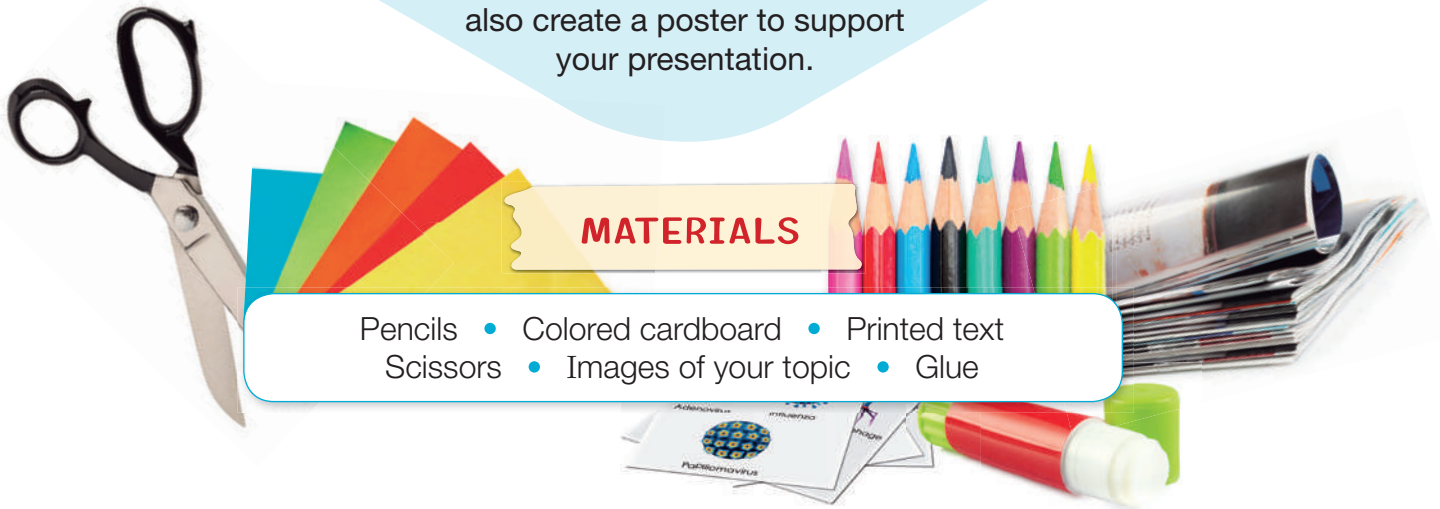 also create a poster to support
your presentation.
MATERIALS
Pencils • Colored cardboard • Printed text
Scissors • Images of your topic • Glue
Adenovirus influenza
phage
Papillomavirus